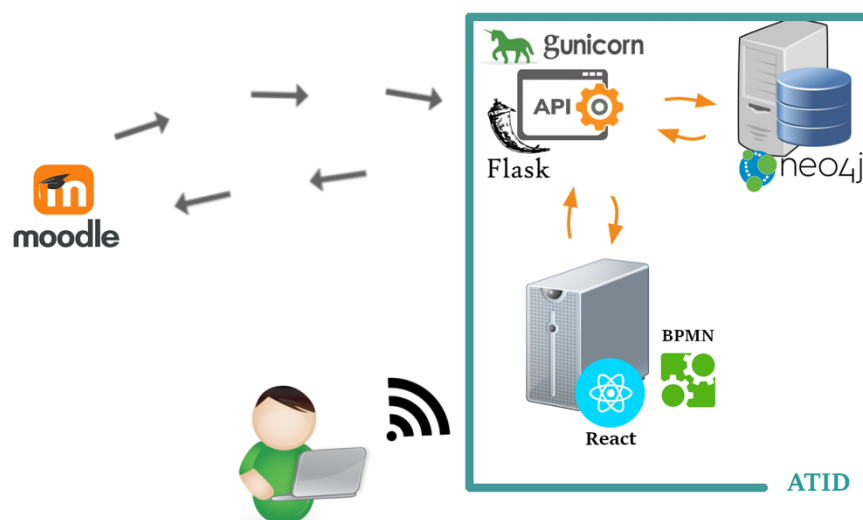 gunicorn
API
Flask
neo4j
moodle
BPMN
React
ATID